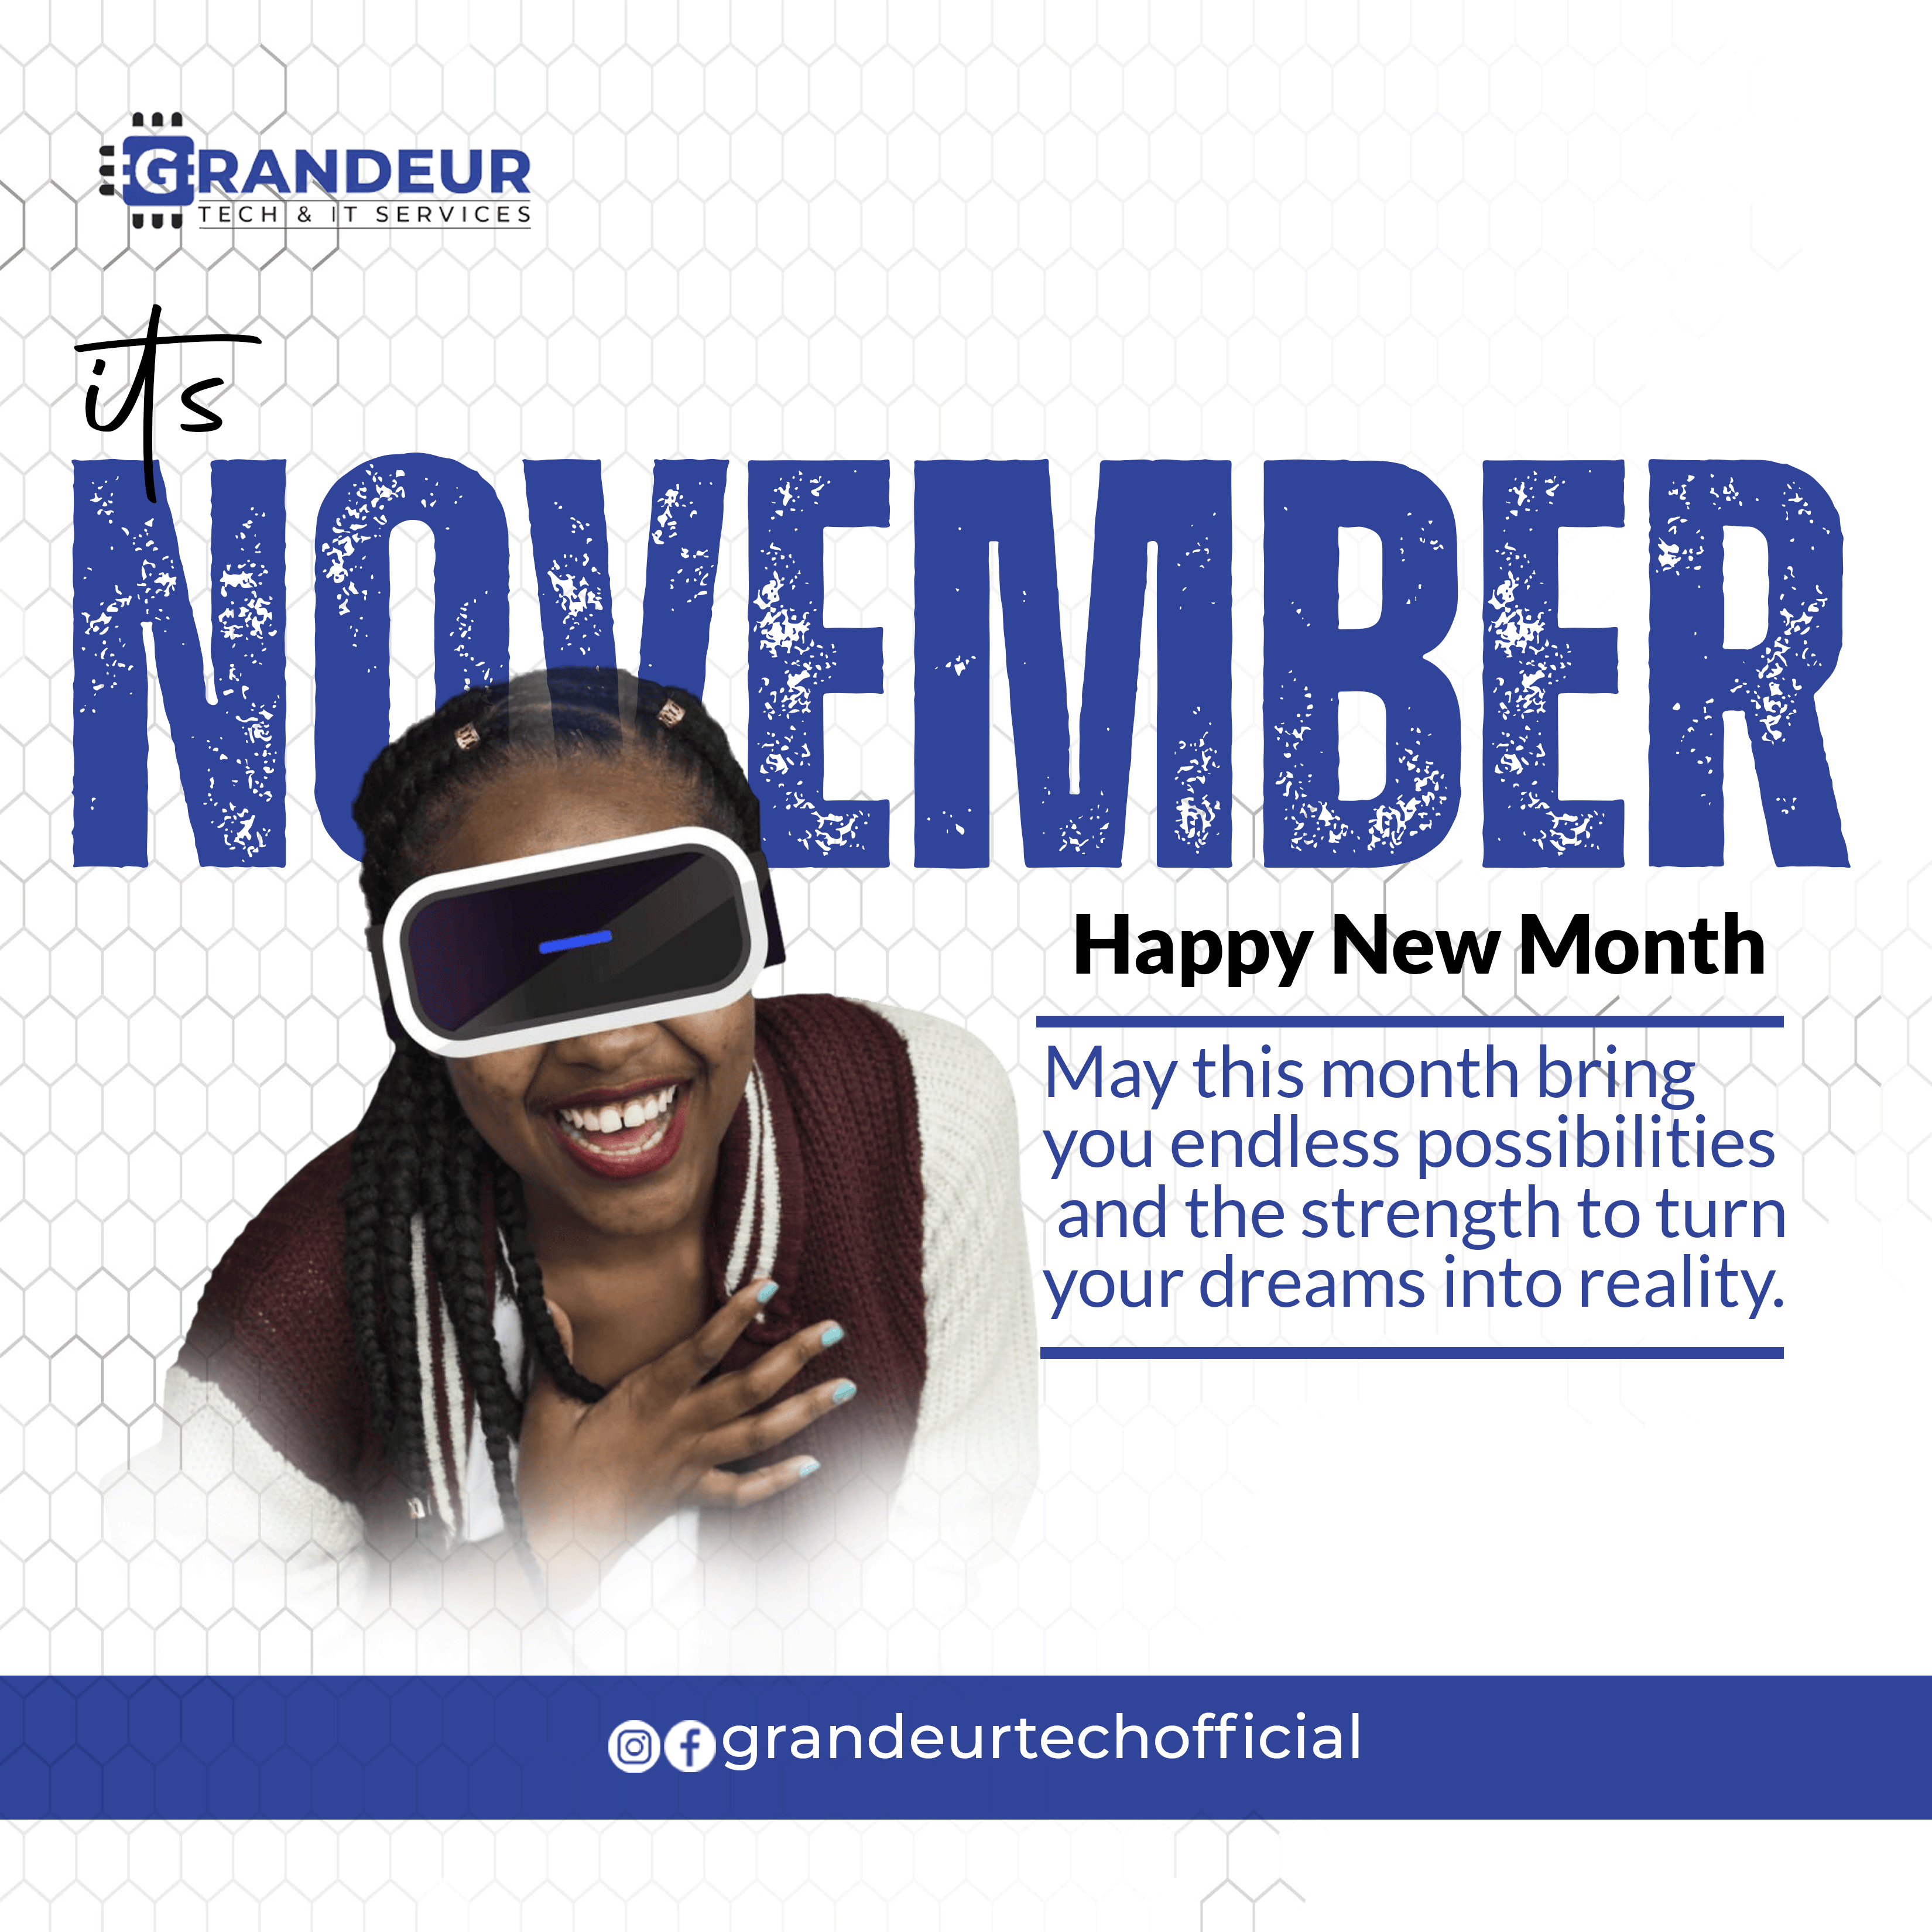 GRANDEUR
TECH & IT SERVICES
its
NOVEMBER
Happy New Month
May this month bring
you endless possibilities
and the strength to turn
your dreams into reality.
grandeurtechofficial